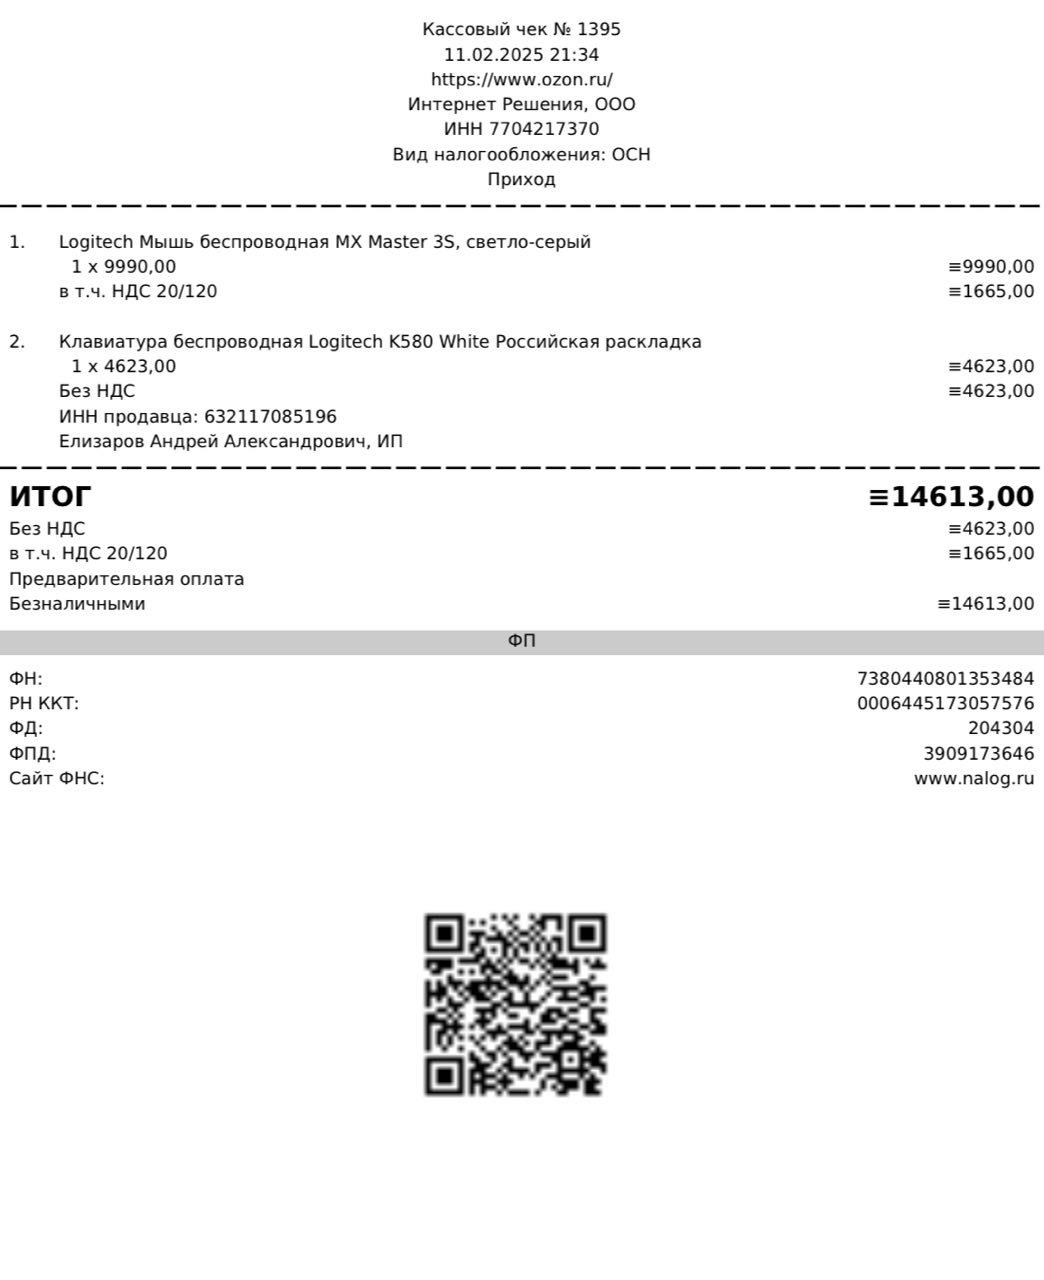 Кассовый чек № 1395
11.02.2025 21:34
https://www.ozon.ru/
Интернет Решения, ООО
ИНН 7704217370
Вид налогообложения: ОСН
Приход
1. Logitech Мышь беспроводная MX Master 3S, светло-серый
1 x 9990,00 ≡9990,00
в т.ч. НДС 20/120 ≡1665,00
2. Клавиатура беспроводная Logitech K580 White Российская раскладка
1 x 4623,00 ≡4623,00
Без НДС ≡4623,00
ИНН продавца: 632117085196
Елизаров Андрей Александрович, ИП
ИТОГ ≡14613,00
Без НДС ≡4623,00
в т.ч. НДС 20/120 ≡1665,00
Предварительная оплата
Безналичными ≡14613,00
ФП
ФН: 7380440801353484
РН ККТ: 0006445173057576
ФД: 204304
ФПД: 3909173646
Сайт ФНС: www.nalog.ru